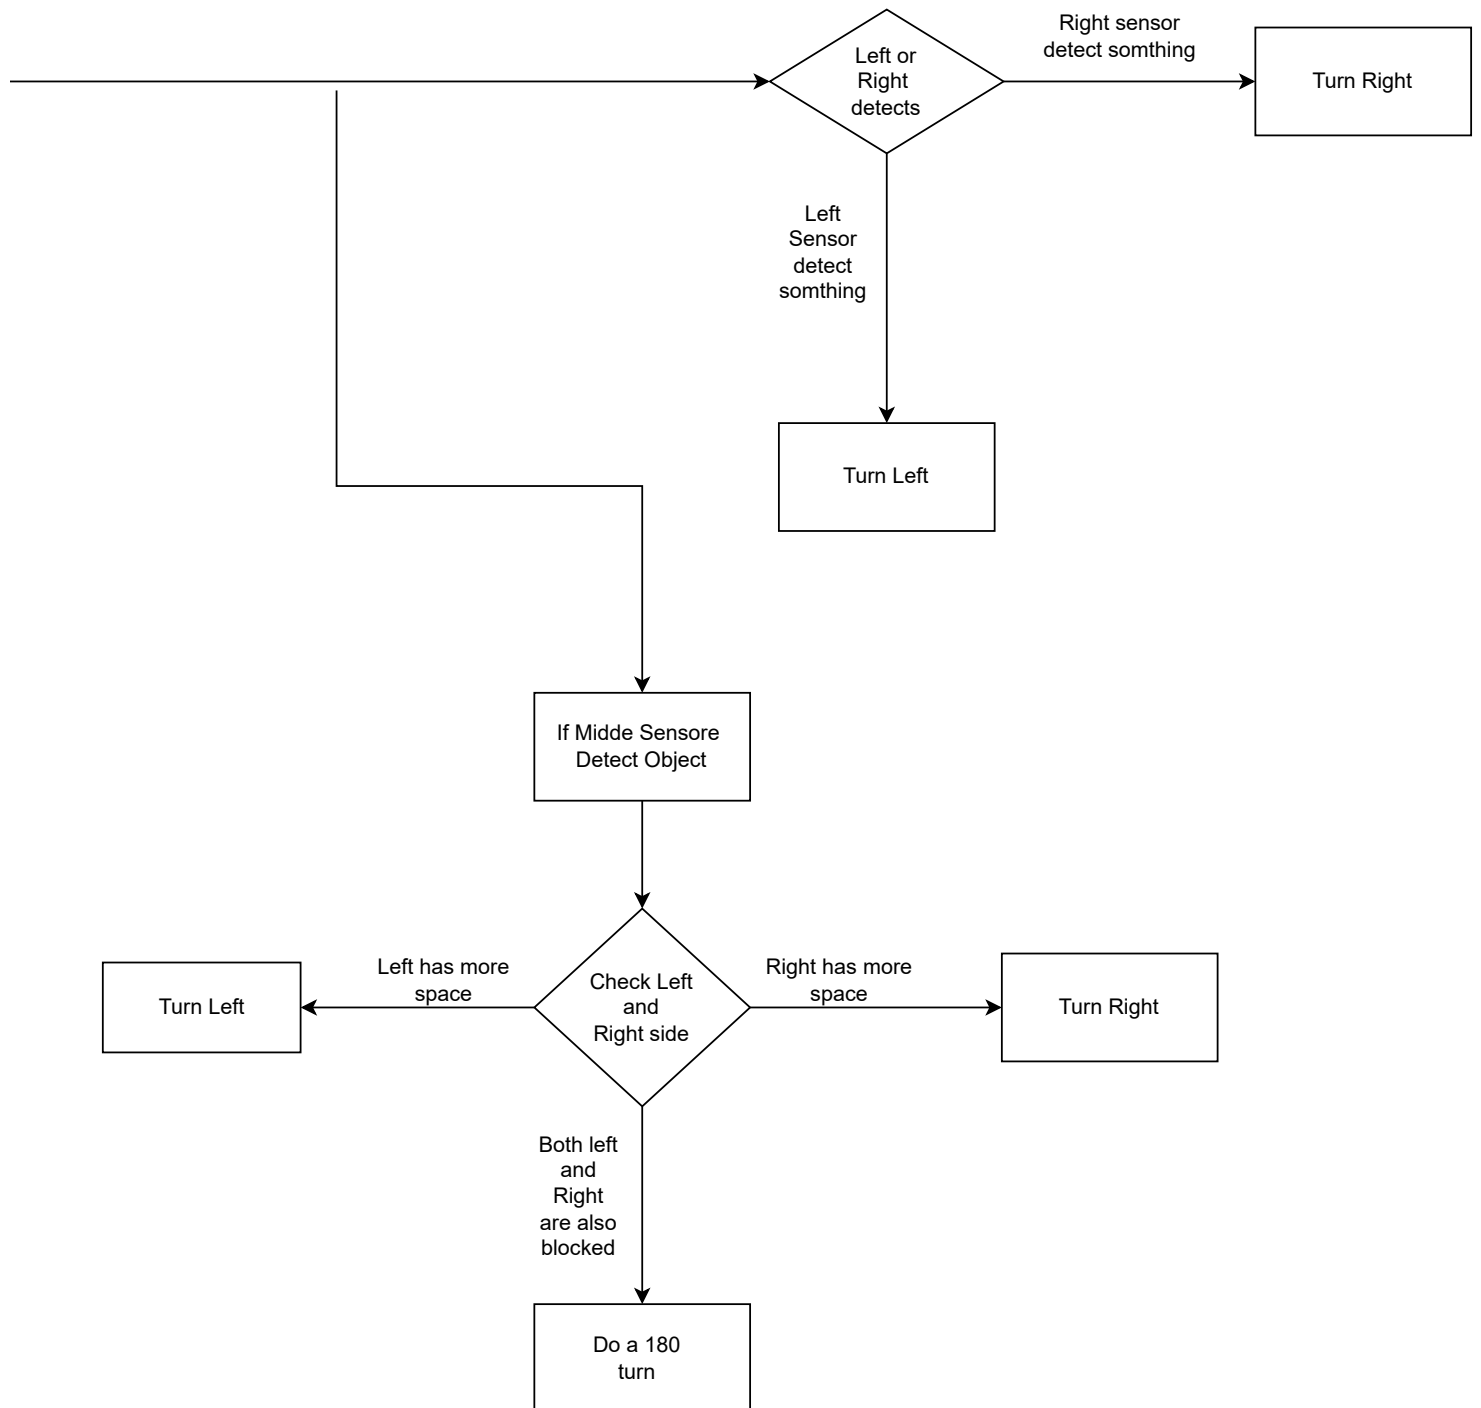 Left or
Right
detects
Right sensor
detect somthing
Turn Right
Left
Sensor
detect
somthing
Turn Left
If Midde Sensore
Detect Object
Check Left
and
Right side
Left has more
space
Turn Left
Right has more
space
Turn Right
Both left
and
Right
are also
blocked
Do a 180
turn